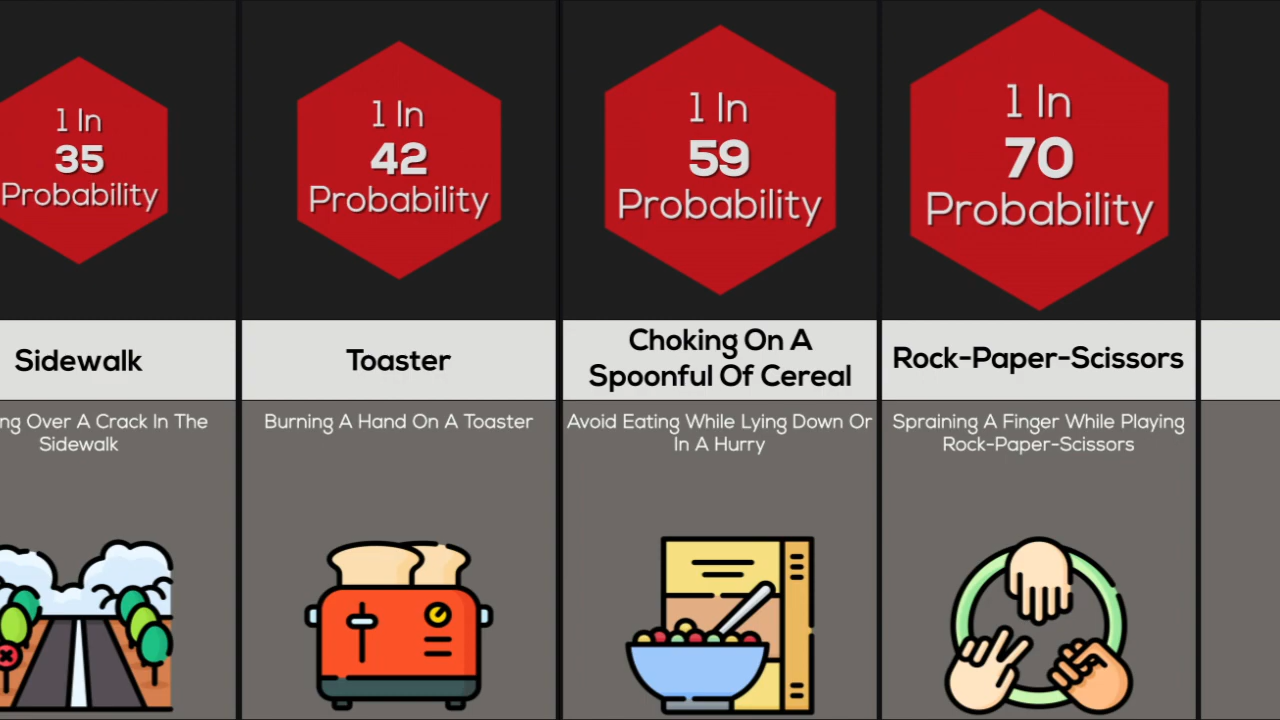 1 In
35
Probability
Sidewalk
Over A Crack In The
Sidewalk
1 In
42
Probability
Toaster
Burning A Hand On A Toaster
1 In
59
Probability
Choking On A
Spoonful Of Cereal
Avoid Eating While Lying Down Or
In A Hurry
1 In
70
Probability
Rock-Paper-Scissors
Spraining A Finger While Playing
Rock-Paper-Scissors